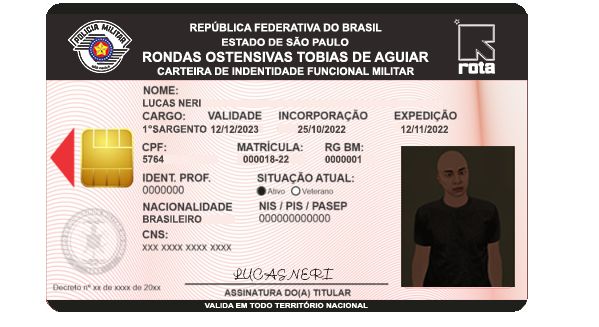 REPÚBLICA FEDERATIVA DO BRASIL
ESTADO DE SÃO PAULO
RONDAS OSTENSIVAS TOBIAS DE AGUIAR
CARTEIRA DE INDENTIDADE FUNCIONAL MILITAR
POLÍCIA MILITAR
SÃO PAULO
rota
NOME:
LUCAS NERI
CARGO: VALIDADE INCORPORAÇÃO EXPEDIÇÃO
1°SARGENTO 12/12/2023 25/10/2022 12/11/2022
CPF: MATRÍCULA: RG BM:
5764 000018-22 0000001
IDENT. PROF. SITUAÇÃO ATUAL:
0000000 Ativo Veterano
NACIONALIDADE NIS / PIS / PASEP
BRASILEIRO 000000000000
CNS:
xxx xxxx xxxx xxxx
Decreto nº xx de xxxx de 20xx
LUCAS NERI
ASSINATURA DO(A) TITULAR
VALIDA EM TODO TERRITÓRIO NACIONAL